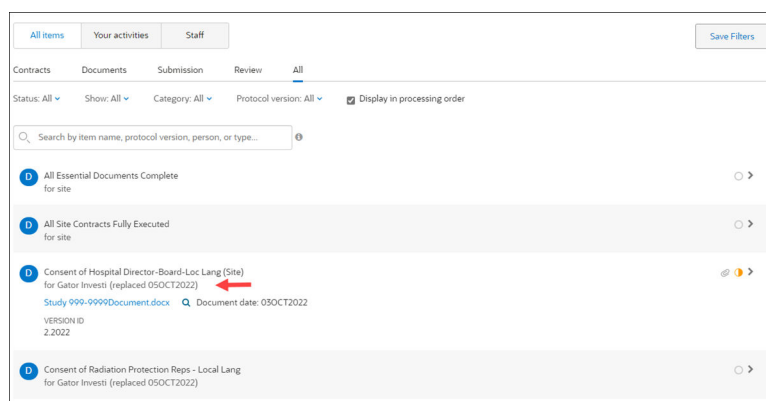 All items Your activities Staff Save Filters
Contracts Documents Submission Review All
Status: All Show: All Category: All Protocol version: All Display in processing order
Search by item name, protocol version, person, or type...
D All Essential Documents Complete
for site
D All Site Contracts Fully Executed
for site
D Consent of Hospital Director-Board-Loc Lang (Site)
for Gator Investi (replaced 05OCT2022)
Study 999-9999Document.docx Document date: 03OCT2022
VERSION ID
2.2022
D Consent of Radiation Protection Reps - Local Lang
for Gator Investi (replaced 05OCT2022)